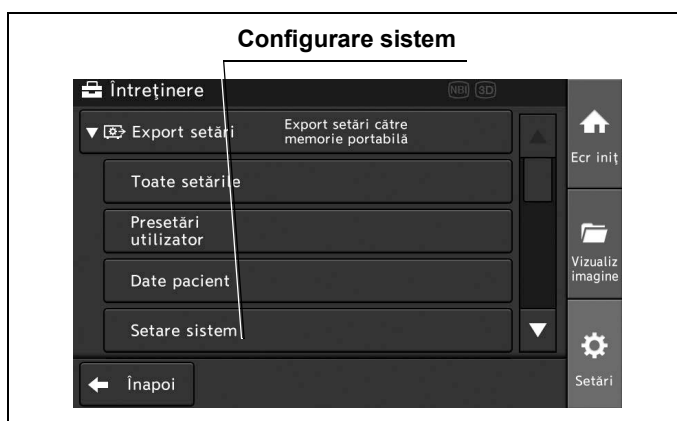 Configurare sistem
Întreţinere
NBI 3D
Export setări
Export setări către
memorie portabilă
Toate setările
Presetări
utilizator
Date pacient
Setare sistem
Înapoi
Ecr iniţ
Vizualiz
imagine
Setări